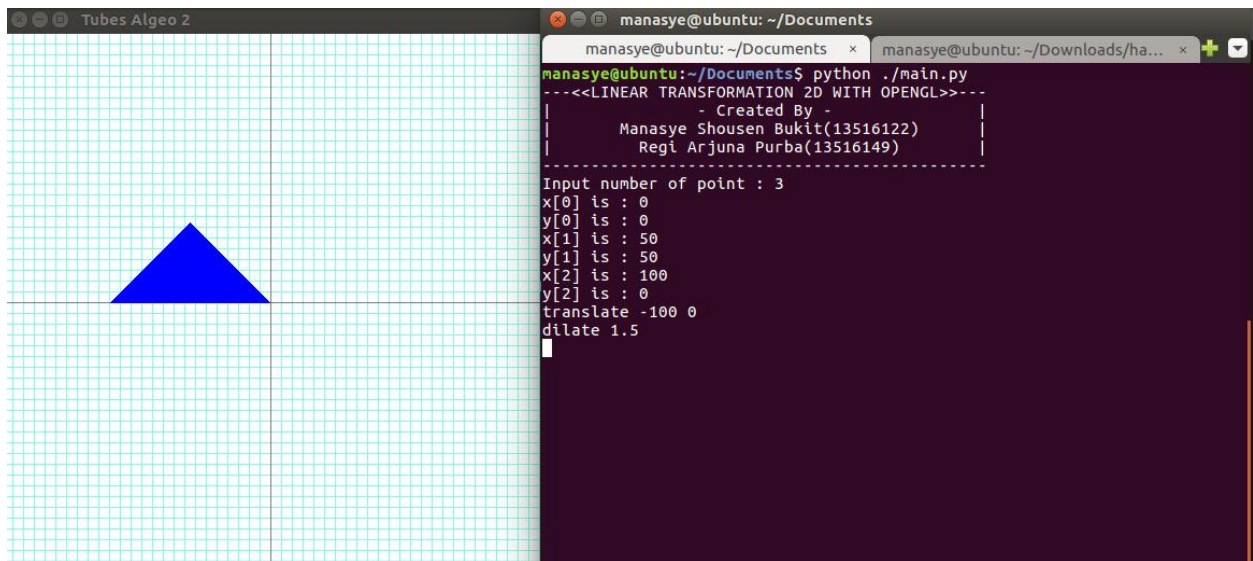 Tubes Algeo 2
manasye@ubuntu: ~/Documents
manasye@ubuntu: ~/Documents × manasye@ubuntu: ~/Downloads/ha... ×
manasye@ubuntu:~/Documents$ python ./main.py
---<<LINEAR TRANSFORMATION 2D WITH OPENGL>>---
| - Created By - |
| Manasye Shousen Bukit(13516122) |
| Regi Arjuna Purba(13516149) |
----------------------------------------------
Input number of point : 3
x[0] is : 0
y[0] is : 0
x[1] is : 50
y[1] is : 50
x[2] is : 100
y[2] is : 0
translate -100 0
dilate 1.5